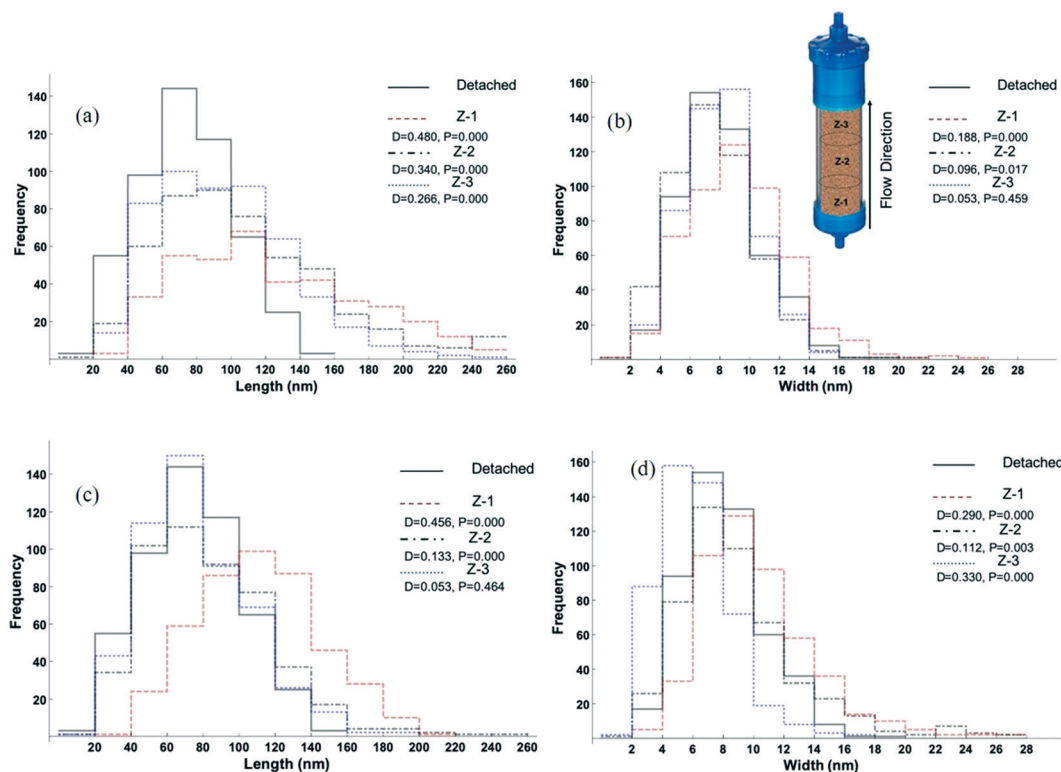 (a)
Frequency
140
120
100
80
60
40
20
20 40 60 80 100 120 140 160 180 200 220 240 260
Length (nm)
Detached
Z-1
D=0.480, P=0.000
Z-2
D=0.340, P=0.000
Z-3
D=0.266, P=0.000
(b)
Frequency
160
140
120
100
80
60
40
20
2 4 6 8 10 12 14 16 18 20 22 24 26 28
Width (nm)
Detached
Z-1
D=0.188, P=0.000
Z-2
D=0.096, P=0.017
Z-3
D=0.053, P=0.459
Z-3
Z-2
Z-1
Flow Direction
(c)
Frequency
140
120
100
80
60
40
20
20 40 60 80 100 120 140 160 180 200 220 240 260
Length (nm)
Detached
Z-1
D=0.456, P=0.000
Z-2
D=0.133, P=0.000
Z-3
D=0.053, P=0.464
(d)
Frequency
160
140
120
100
80
60
40
20
2 4 6 8 10 12 14 16 18 20 22 24 26 28
Width (nm)
Detached
Z-1
D=0.290, P=0.000
Z-2
D=0.112, P=0.003
Z-3
D=0.330, P=0.000